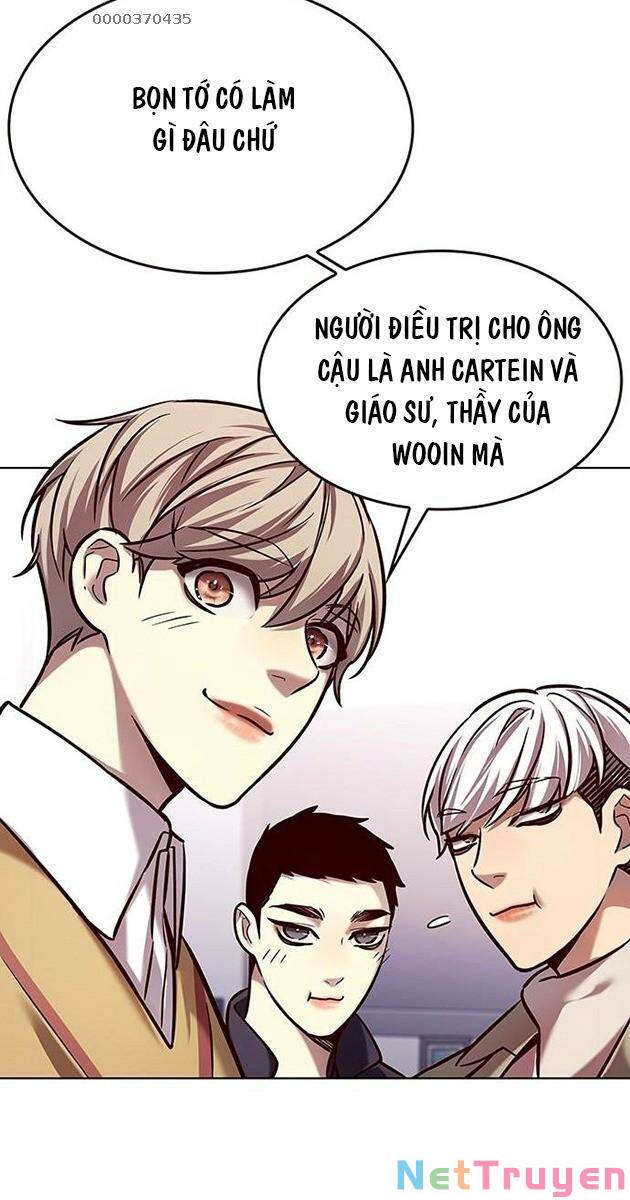 0000370435
BỌN TỚ CÓ LÀM
GÌ ĐÂU CHỨ
NGƯỜI ĐIỀU TRỊ CHO ÔNG
CẬU LÀ ANH CARTEIN VÀ
GIÁO SƯ, THẦY CỦA
WOOIN MÀ
NetTruyen